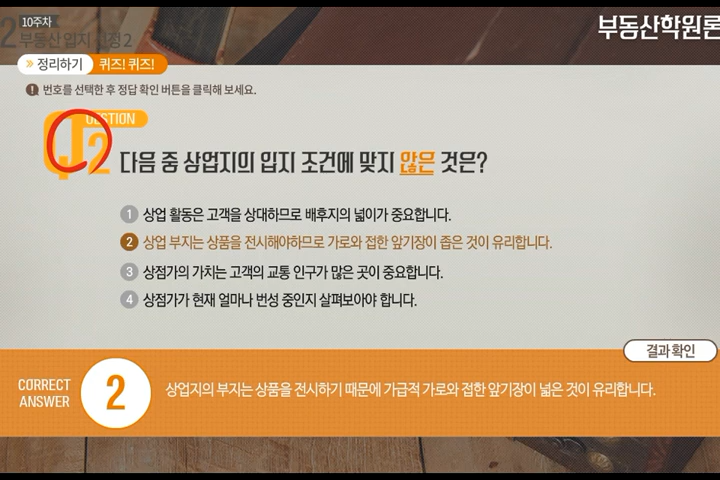 10주차
부동산학원론
2 부동산 입지 선정 2
» 정리하기
퀴즈! 퀴즈!
번호를 선택한 후 정답 확인 버튼을 클릭해 보세요.
QUESTION
2 다음 중 상업지의 입지 조건에 맞지 않은 것은?
1 상업 활동은 고객을 상대하므로 배후지의 넓이가 중요합니다.
2 상업 부지는 상품을 전시해야하므로 가로와 접한 앞기장이 좁은 것이 유리합니다.
3 상점가의 가치는 고객의 교통 인구가 많은 곳이 중요합니다.
4 상점가가 현재 얼마나 번성 중인지 살펴보아야 합니다.
결과 확인
CORRECT
ANSWER
2
상업지의 부지는 상품을 전시하기 때문에 가급적 가로와 접한 앞기장이 넓은 것이 유리합니다.